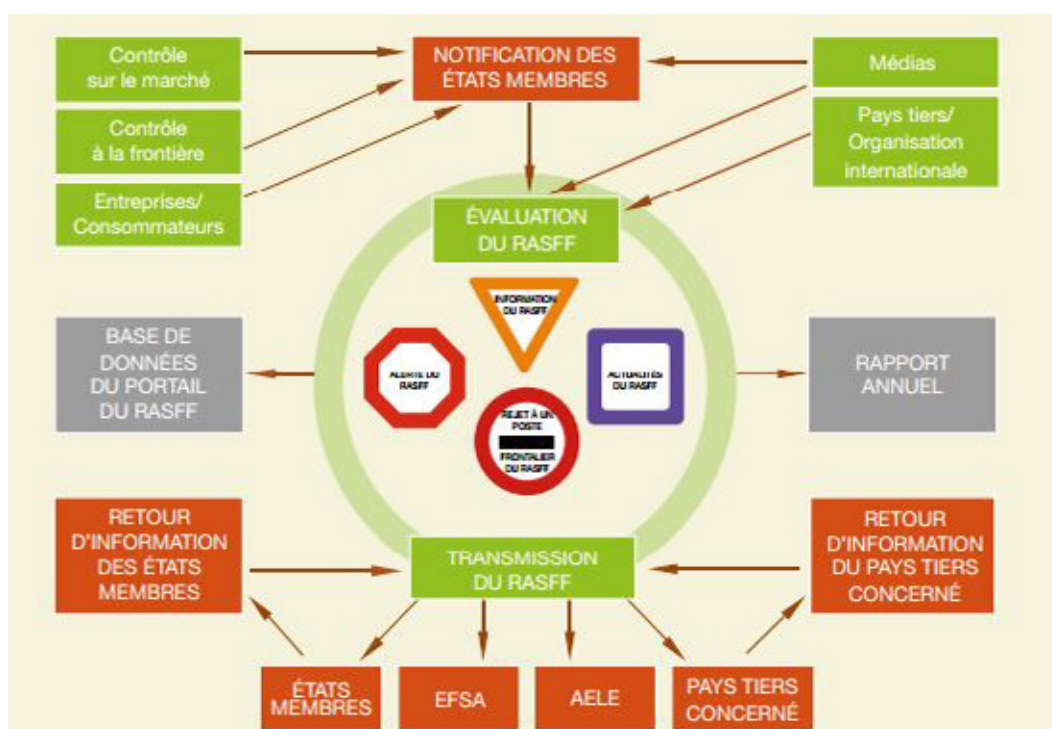 Contrôle
sur le marché
NOTIFICATION DES
ÉTATS MEMBRES
Médias
Contrôle
à la frontière
Pays tiers/
Organisation
internationale
Entreprises/
Consommateurs
ÉVALUATION
DU RASFF
INFORMATION
DU RASFF
BASE DE
DONNÉES
DU PORTAIL
DU RASFF
ALERTE DU
RASFF
ACTUALITÉS
DU RASFF
RAPPORT
ANNUEL
REJET À UN
POSTE
FRONTALIER
DU RASFF
RETOUR
D'INFORMATION
DES ÉTATS
MEMBRES
TRANSMISSION
DU RASFF
RETOUR
D'INFORMATION
DU PAYS TIERS
CONCERNÉ
ÉTATS
MEMBRES
EFSA
AELE
PAYS TIERS
CONCERNÉ